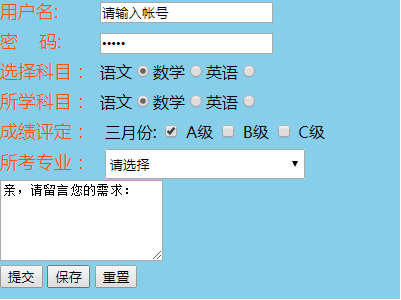 用户名: 请输入帐号
密 码: •••••
选择科目： 语文 数学 英语
所学科目： 语文 数学 英语
成绩评定： 三月份: A级 B级 C级
所考专业： 请选择
亲，请留言您的需求:
提交 保存 重置